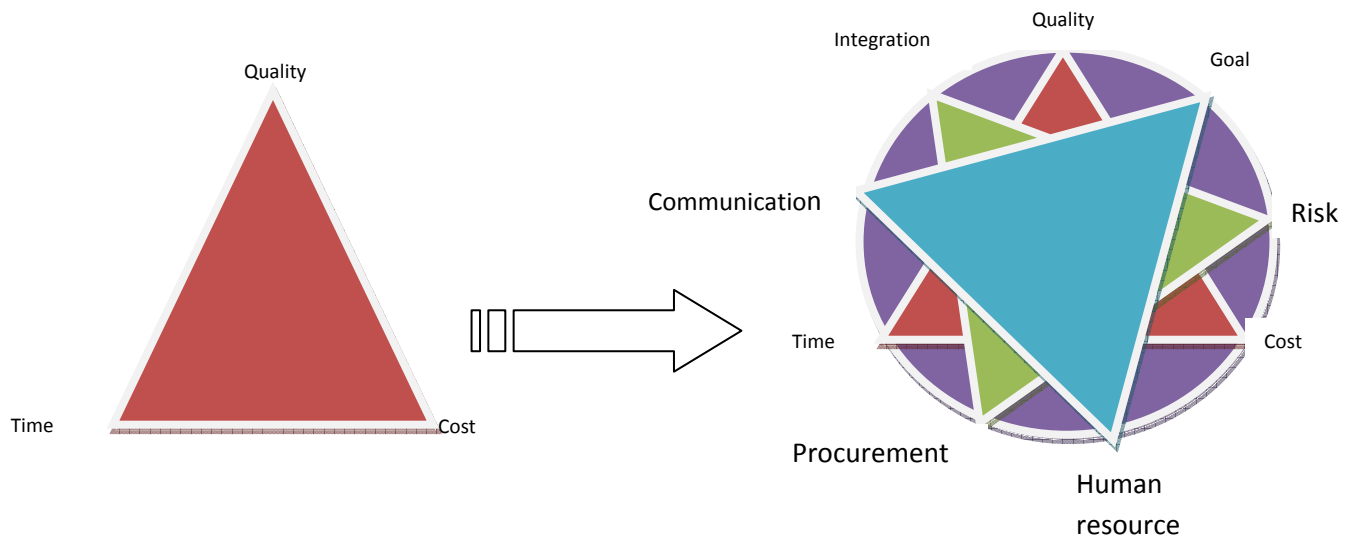 Quality
Time
Cost
Quality
Integration
Goal
Communication
Risk
Time
Cost
Procurement
Human
resource